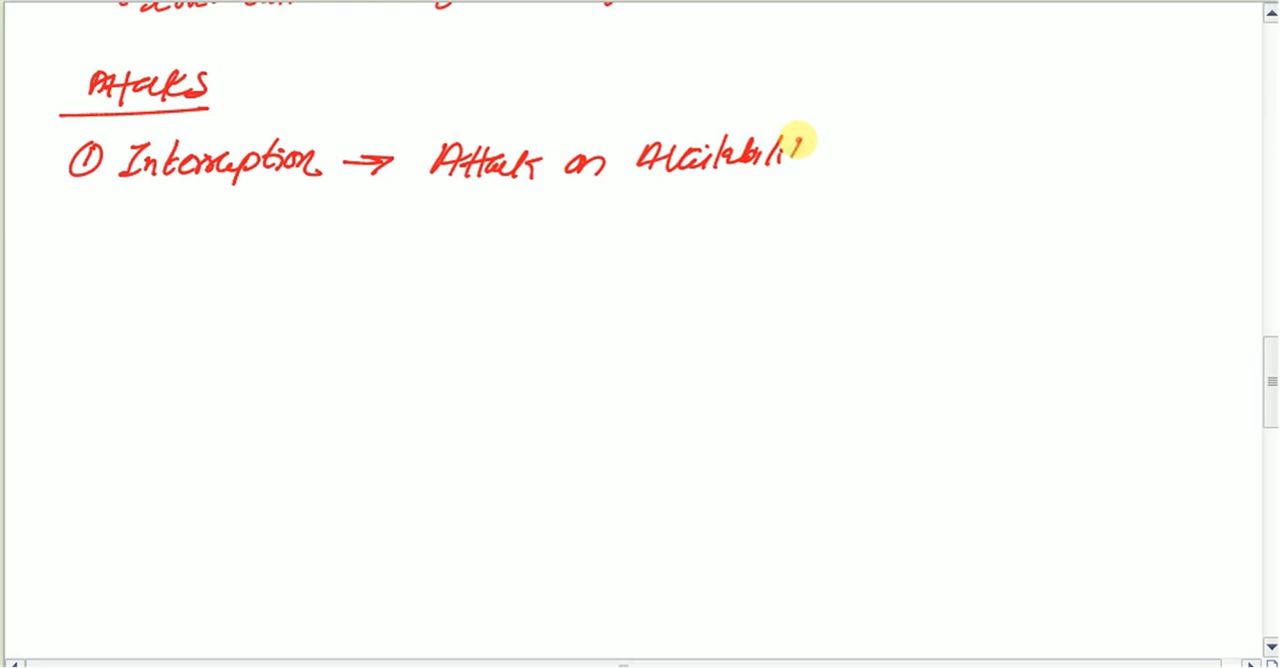 Attacks
① Interruption → Attack on Availabili